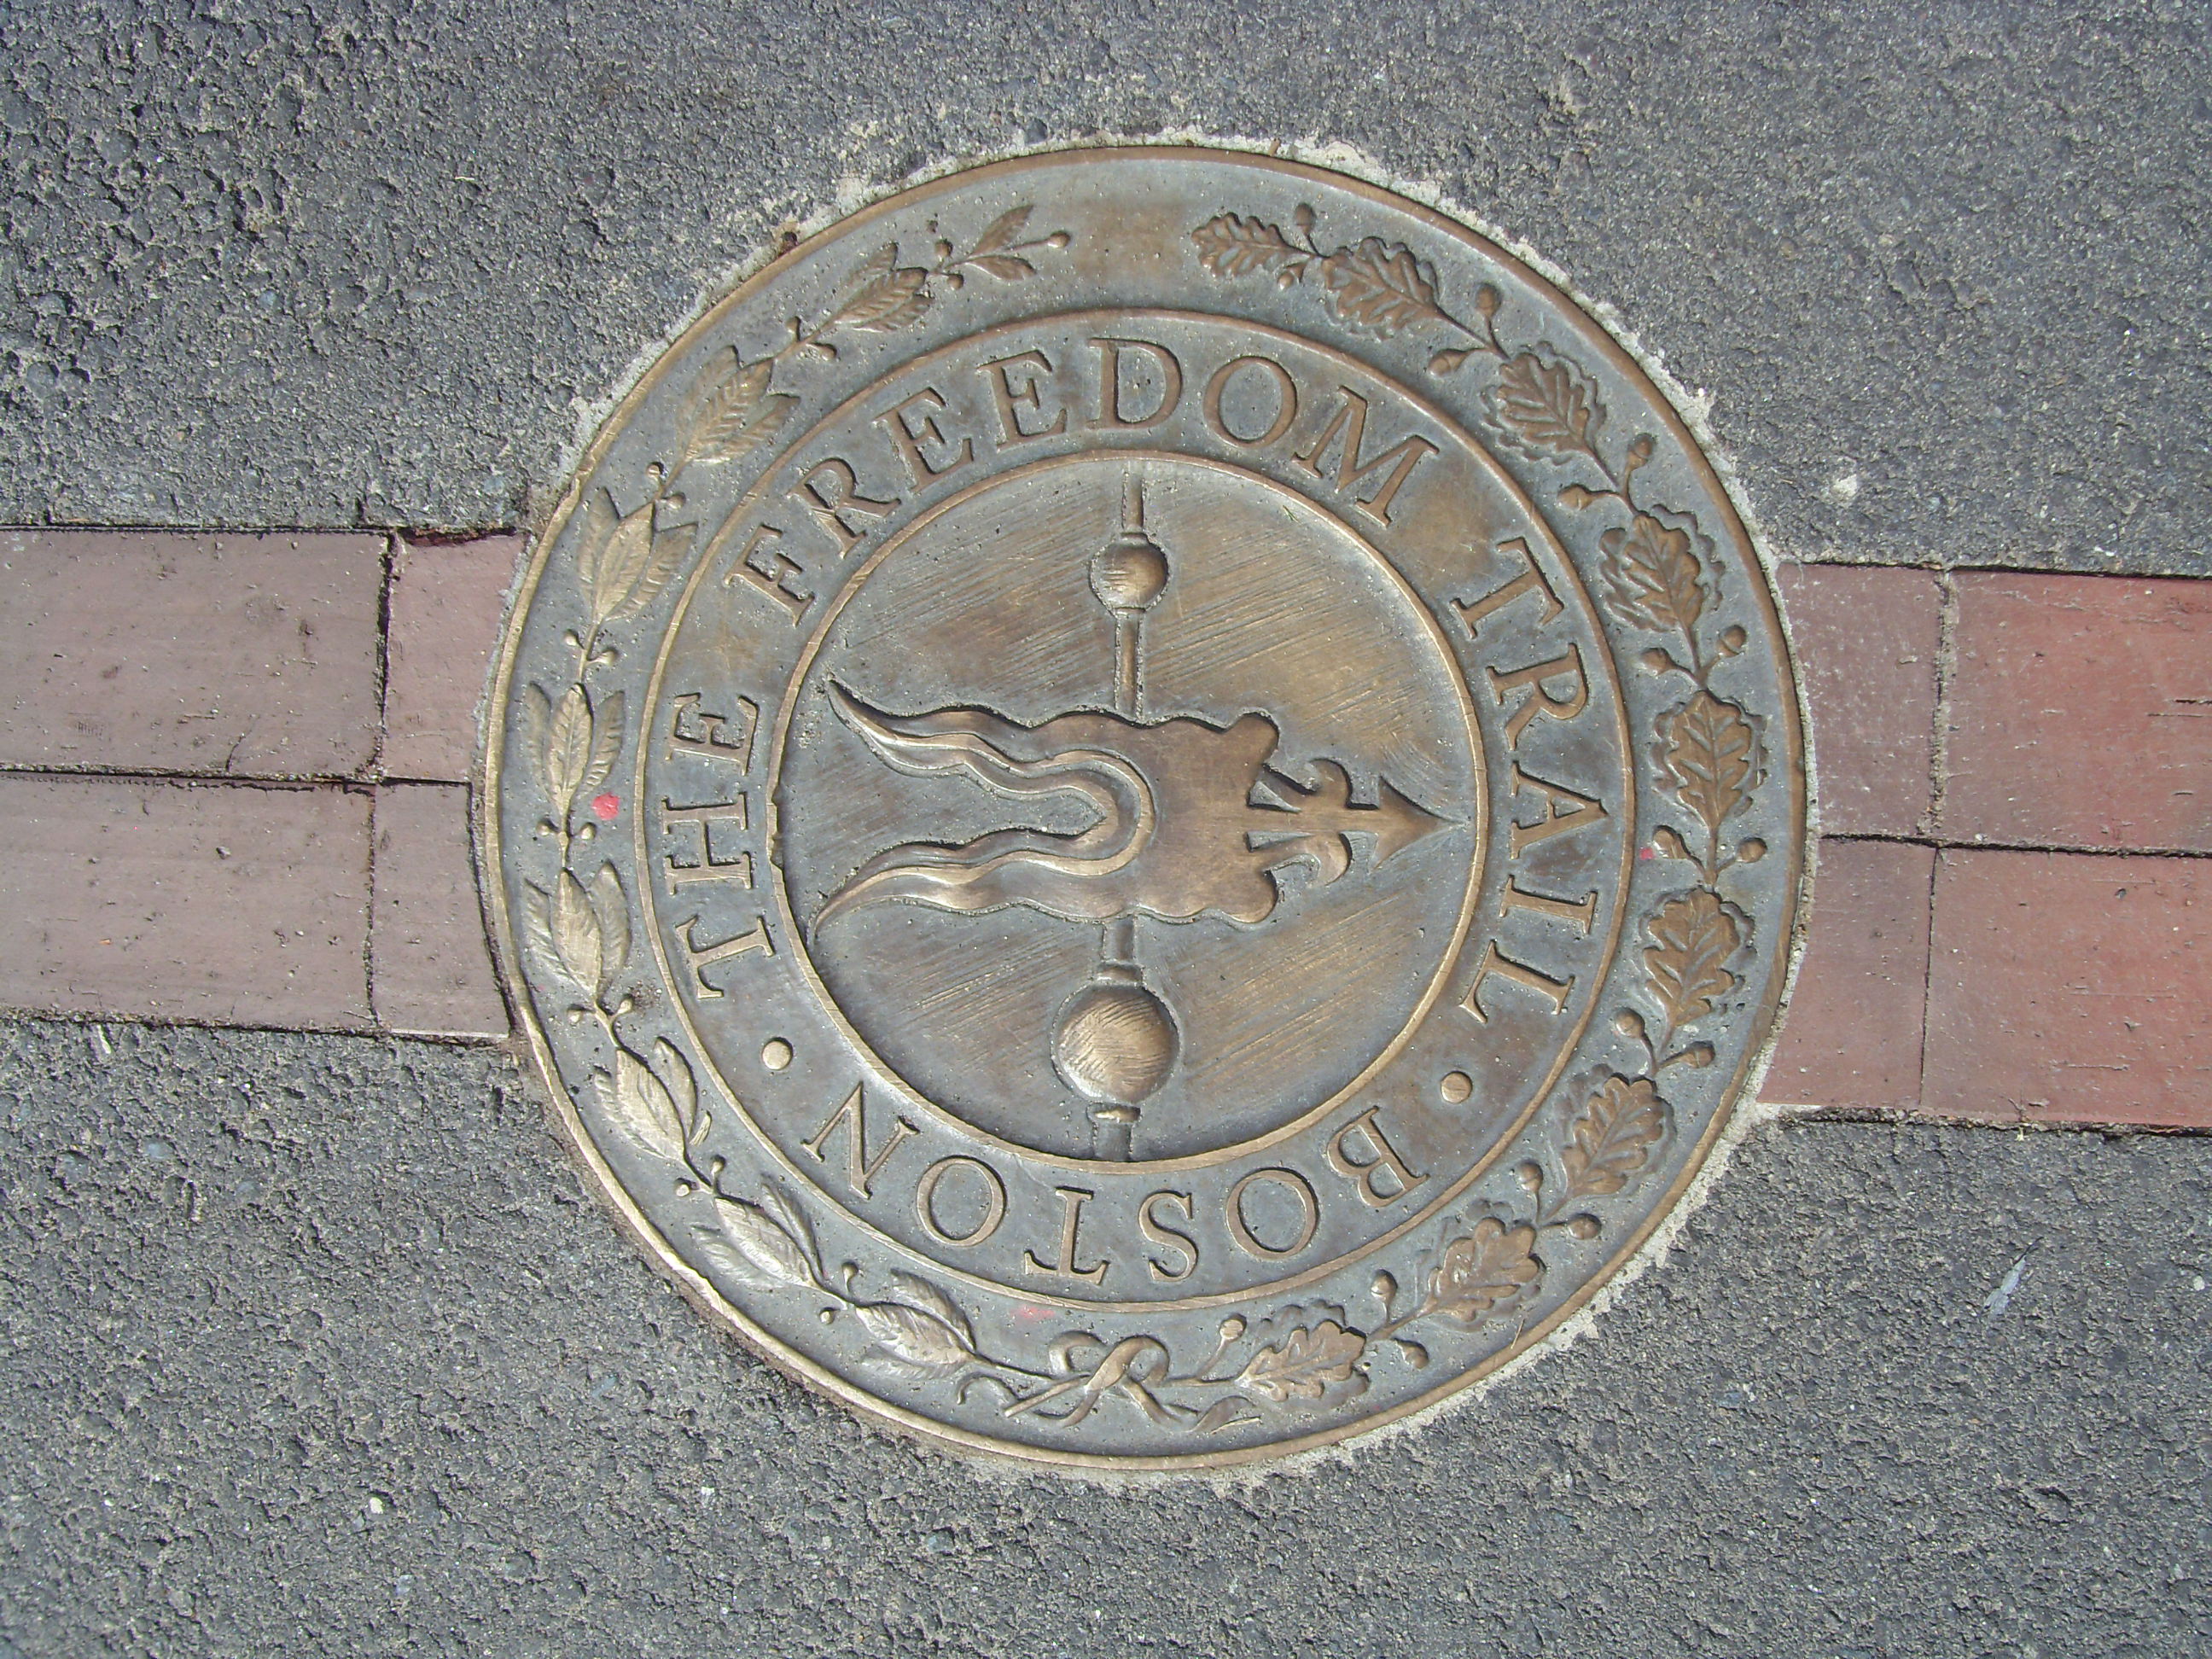 THE FREEDOM TRAIL
• BOSTON •